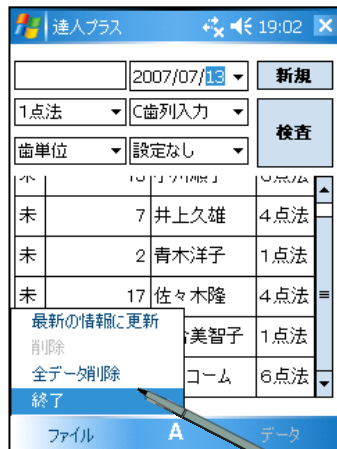 達人プラス 19:02
2007/07/13 新規
1点法 C歯列入力 検査
歯単位 設定なし
未 7 井上久雄 4点法
未 2 青木洋子 1点法
未 17 佐々木隆 4点法
最新の情報に更新
美智子 1点法
削除
全データ削除 コーム 6点法
終了
ファイル A データ